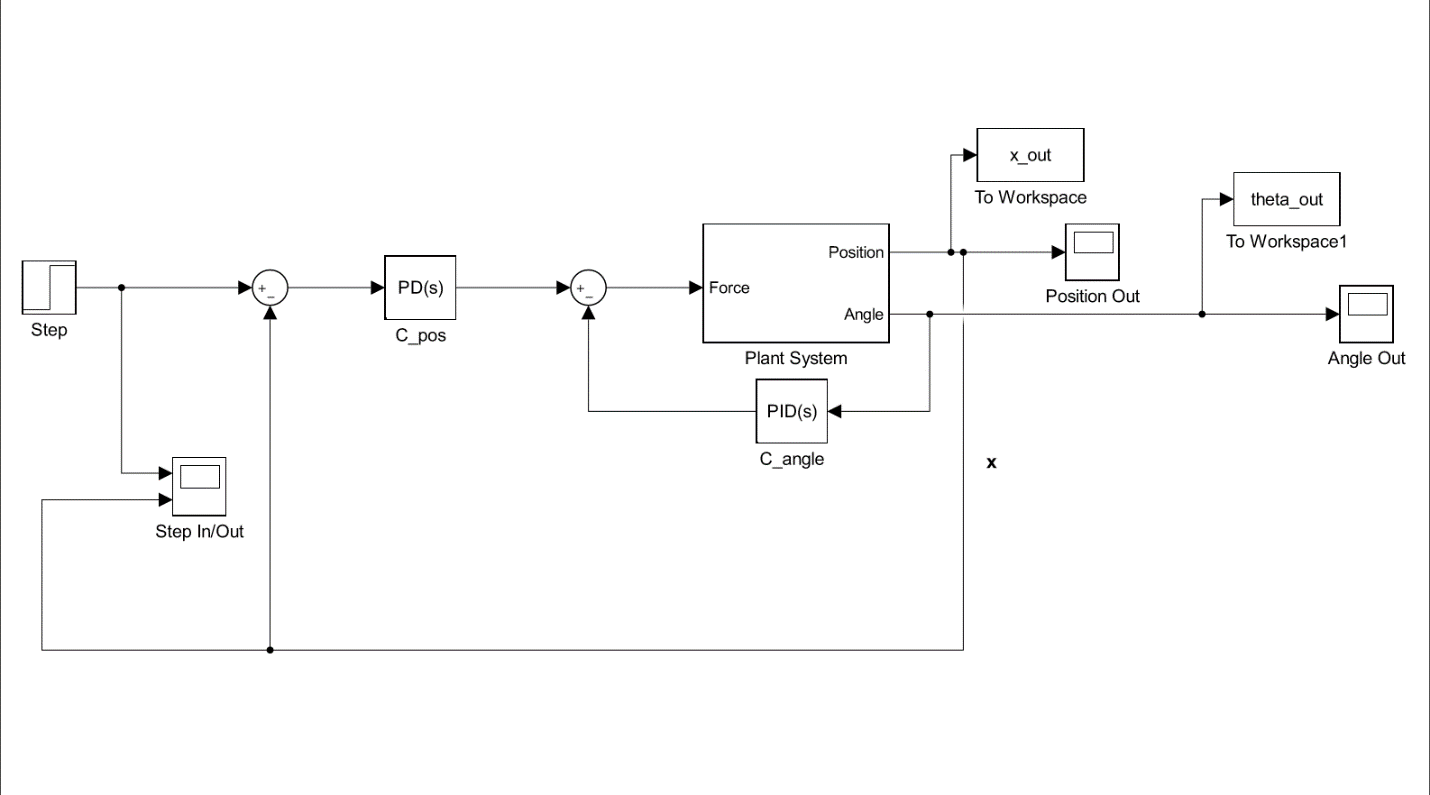 x_out
To Workspace
theta_out
To Workspace1
Position
Position Out
Step
+
−
PD(s)
C_pos
+
−
Force
Angle
Plant System
Angle Out
PID(s)
C_angle
x
Step In/Out